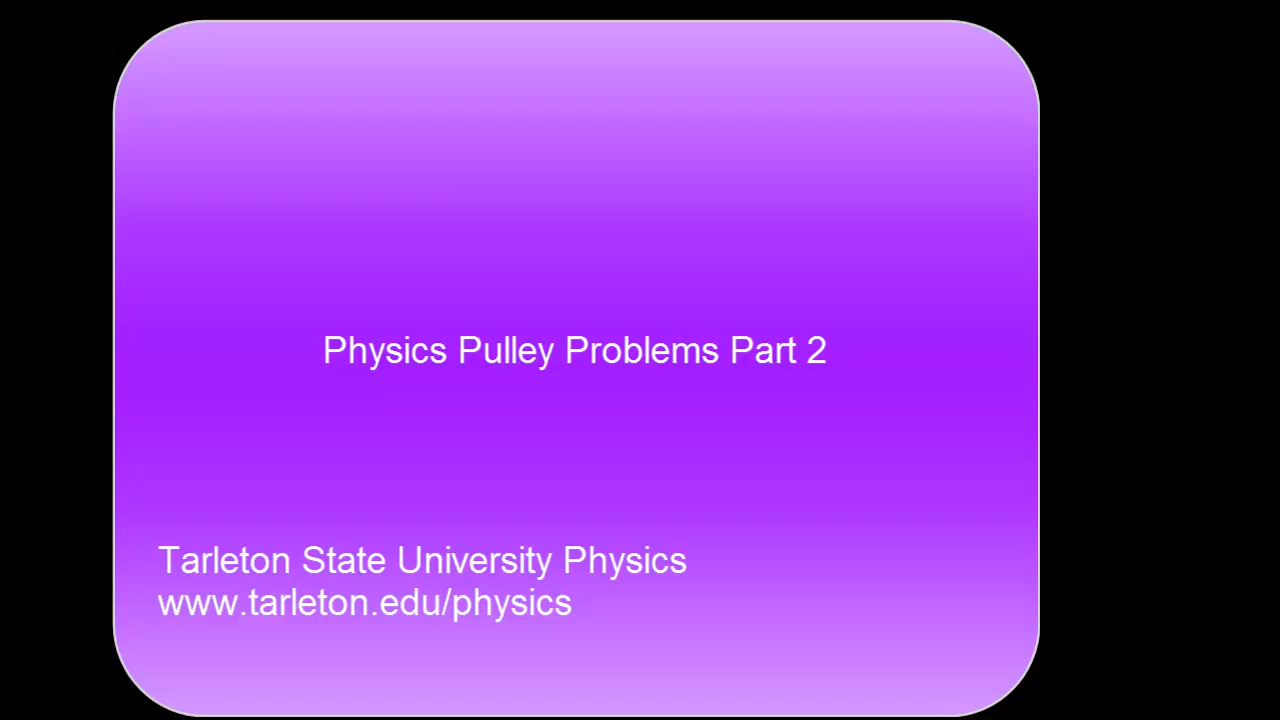 Physics Pulley Problems Part 2
Tarleton State University Physics
www.tarleton.edu/physics